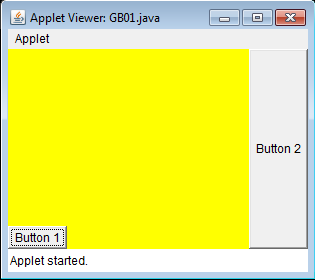 Applet Viewer: GB01.java
Applet
Button 2
Button 1
Applet started.